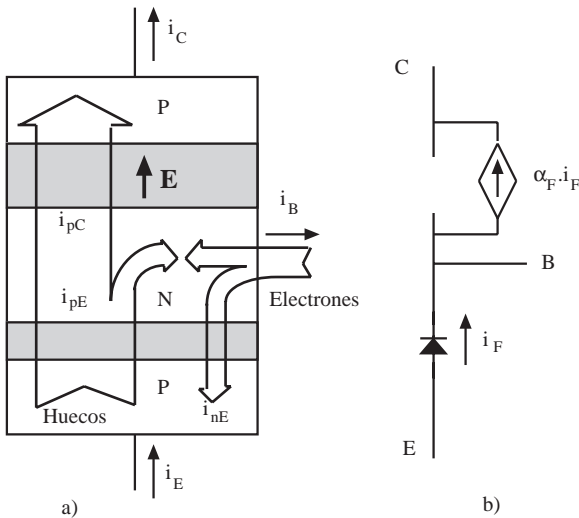 i_C
P
E
i_pC
i_B
i_pE
N
Electrones
P
Huecos
i_nE
i_E
a)
C
α_F.i_F
B
i_F
E
b)